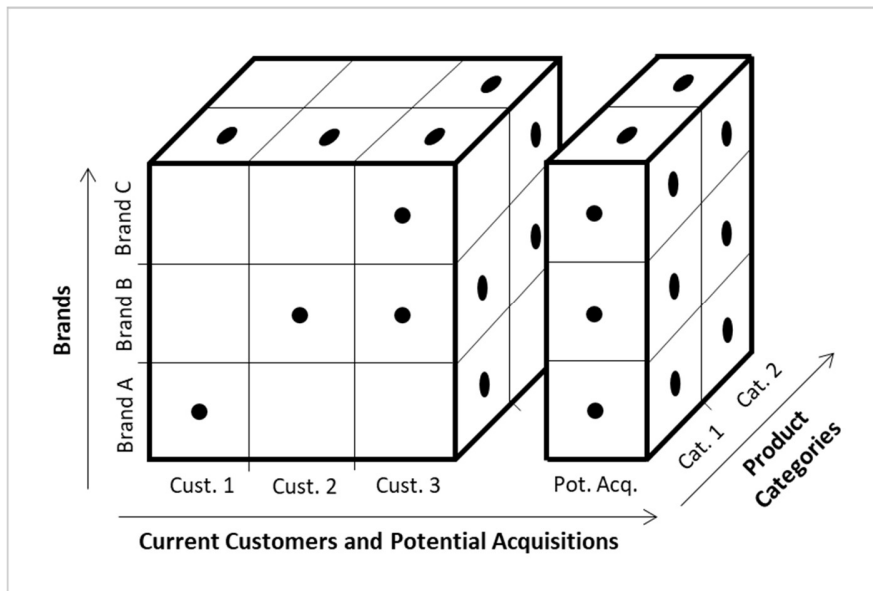 Brands
Brand C
Brand B
Brand A
Cust. 1
Cust. 2
Cust. 3
Pot. Acq.
Cat. 1
Cat. 2
Product
Categories
Current Customers and Potential Acquisitions